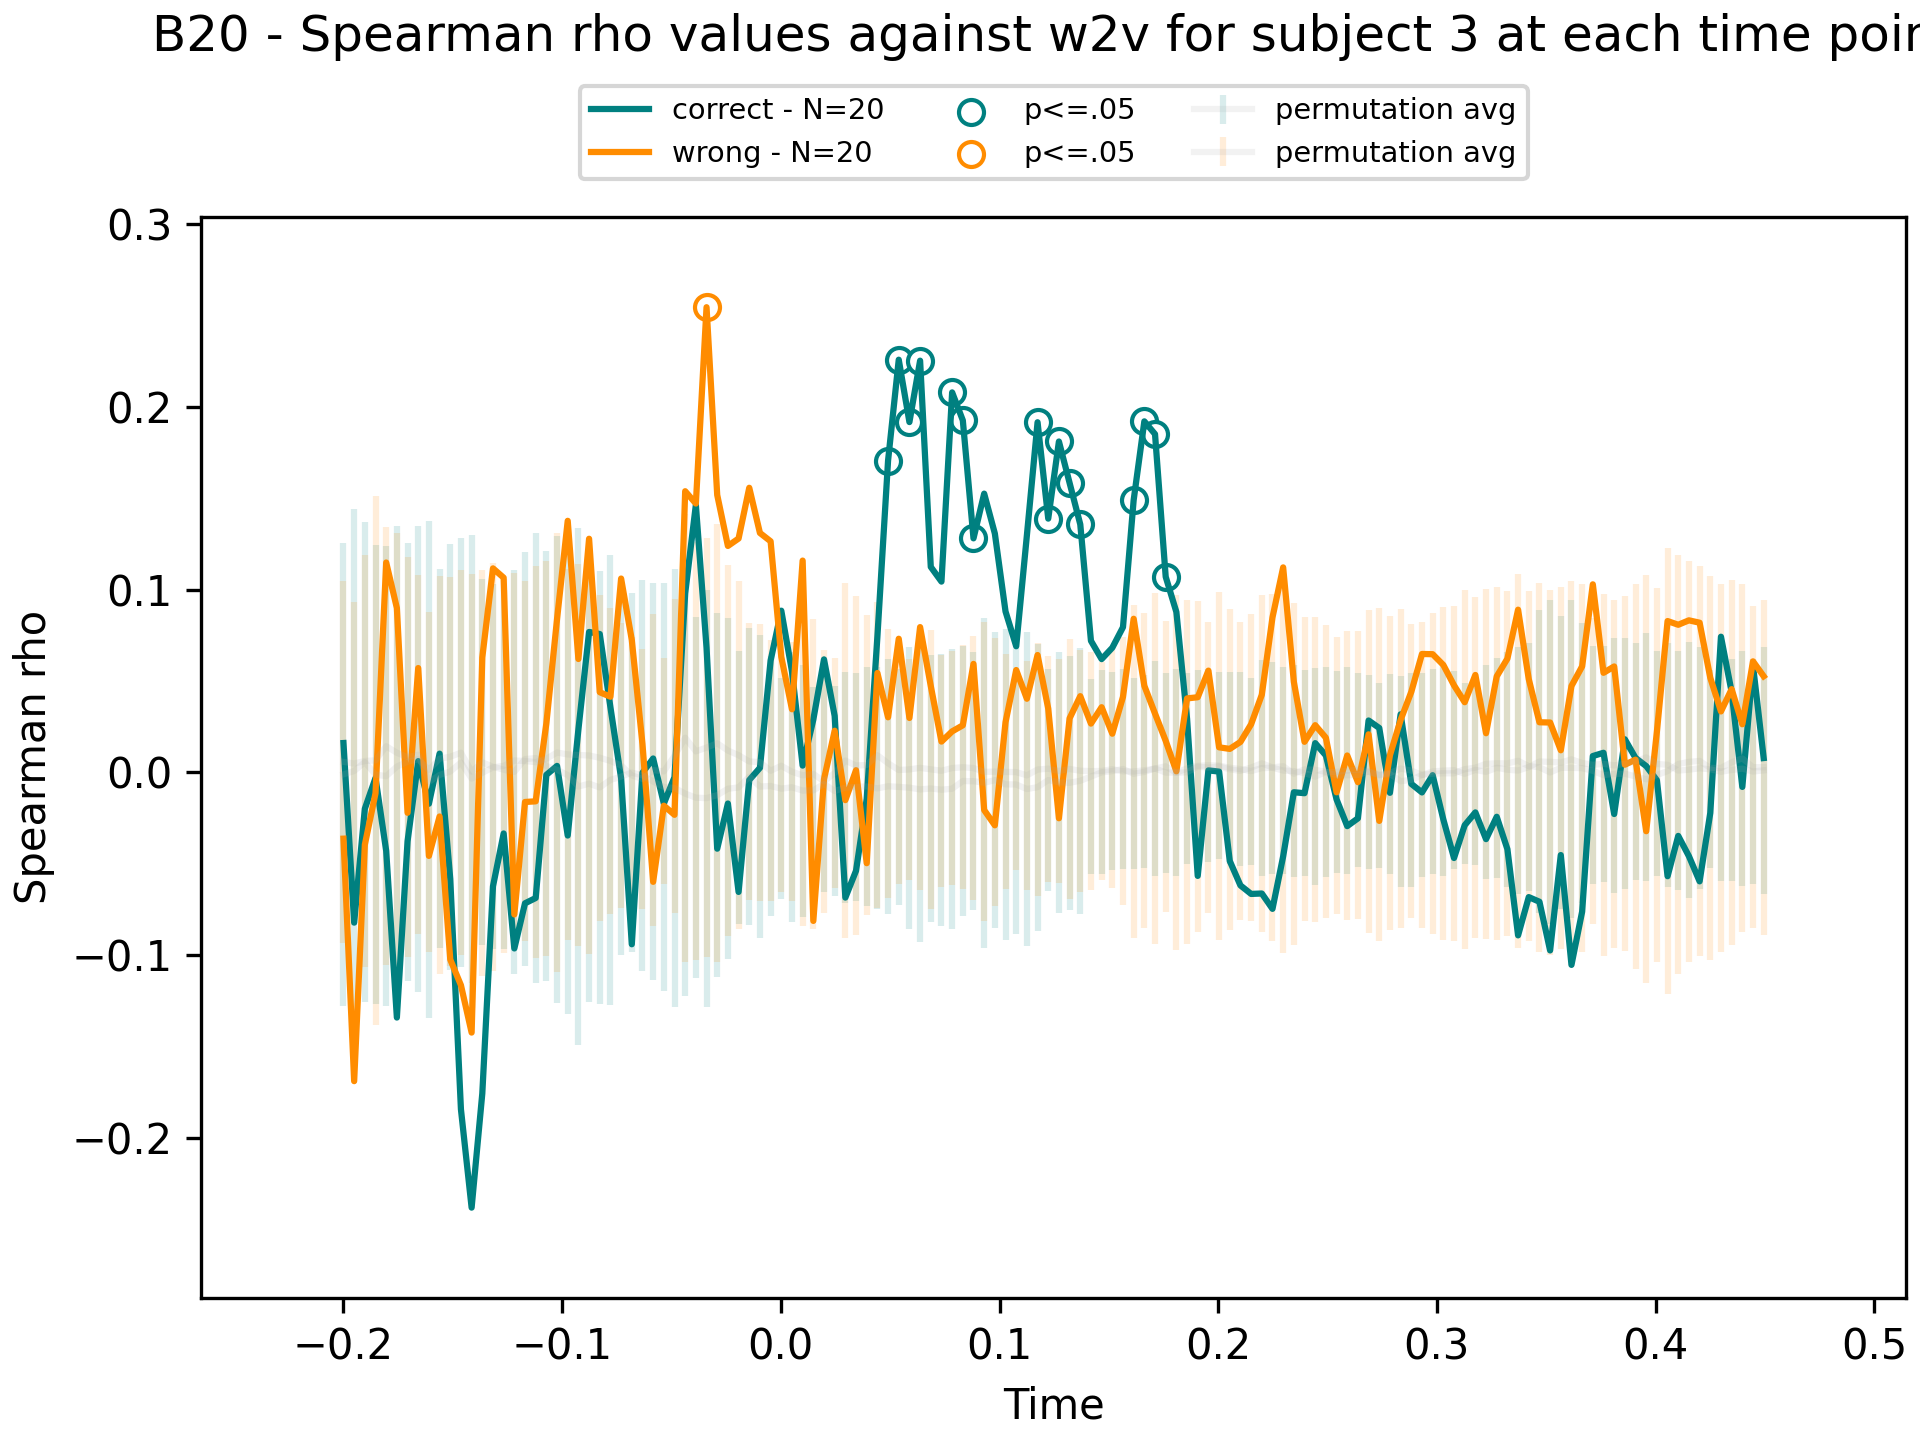 B20 - Spearman rho values against w2v for subject 3 at each time poin
correct - N=20
wrong - N=20
p<=.05
p<=.05
permutation avg
permutation avg
Spearman rho
0.3
0.2
0.1
0.0
−0.1
−0.2
−0.2
−0.1
0.0
0.1
0.2
0.3
0.4
0.5
Time